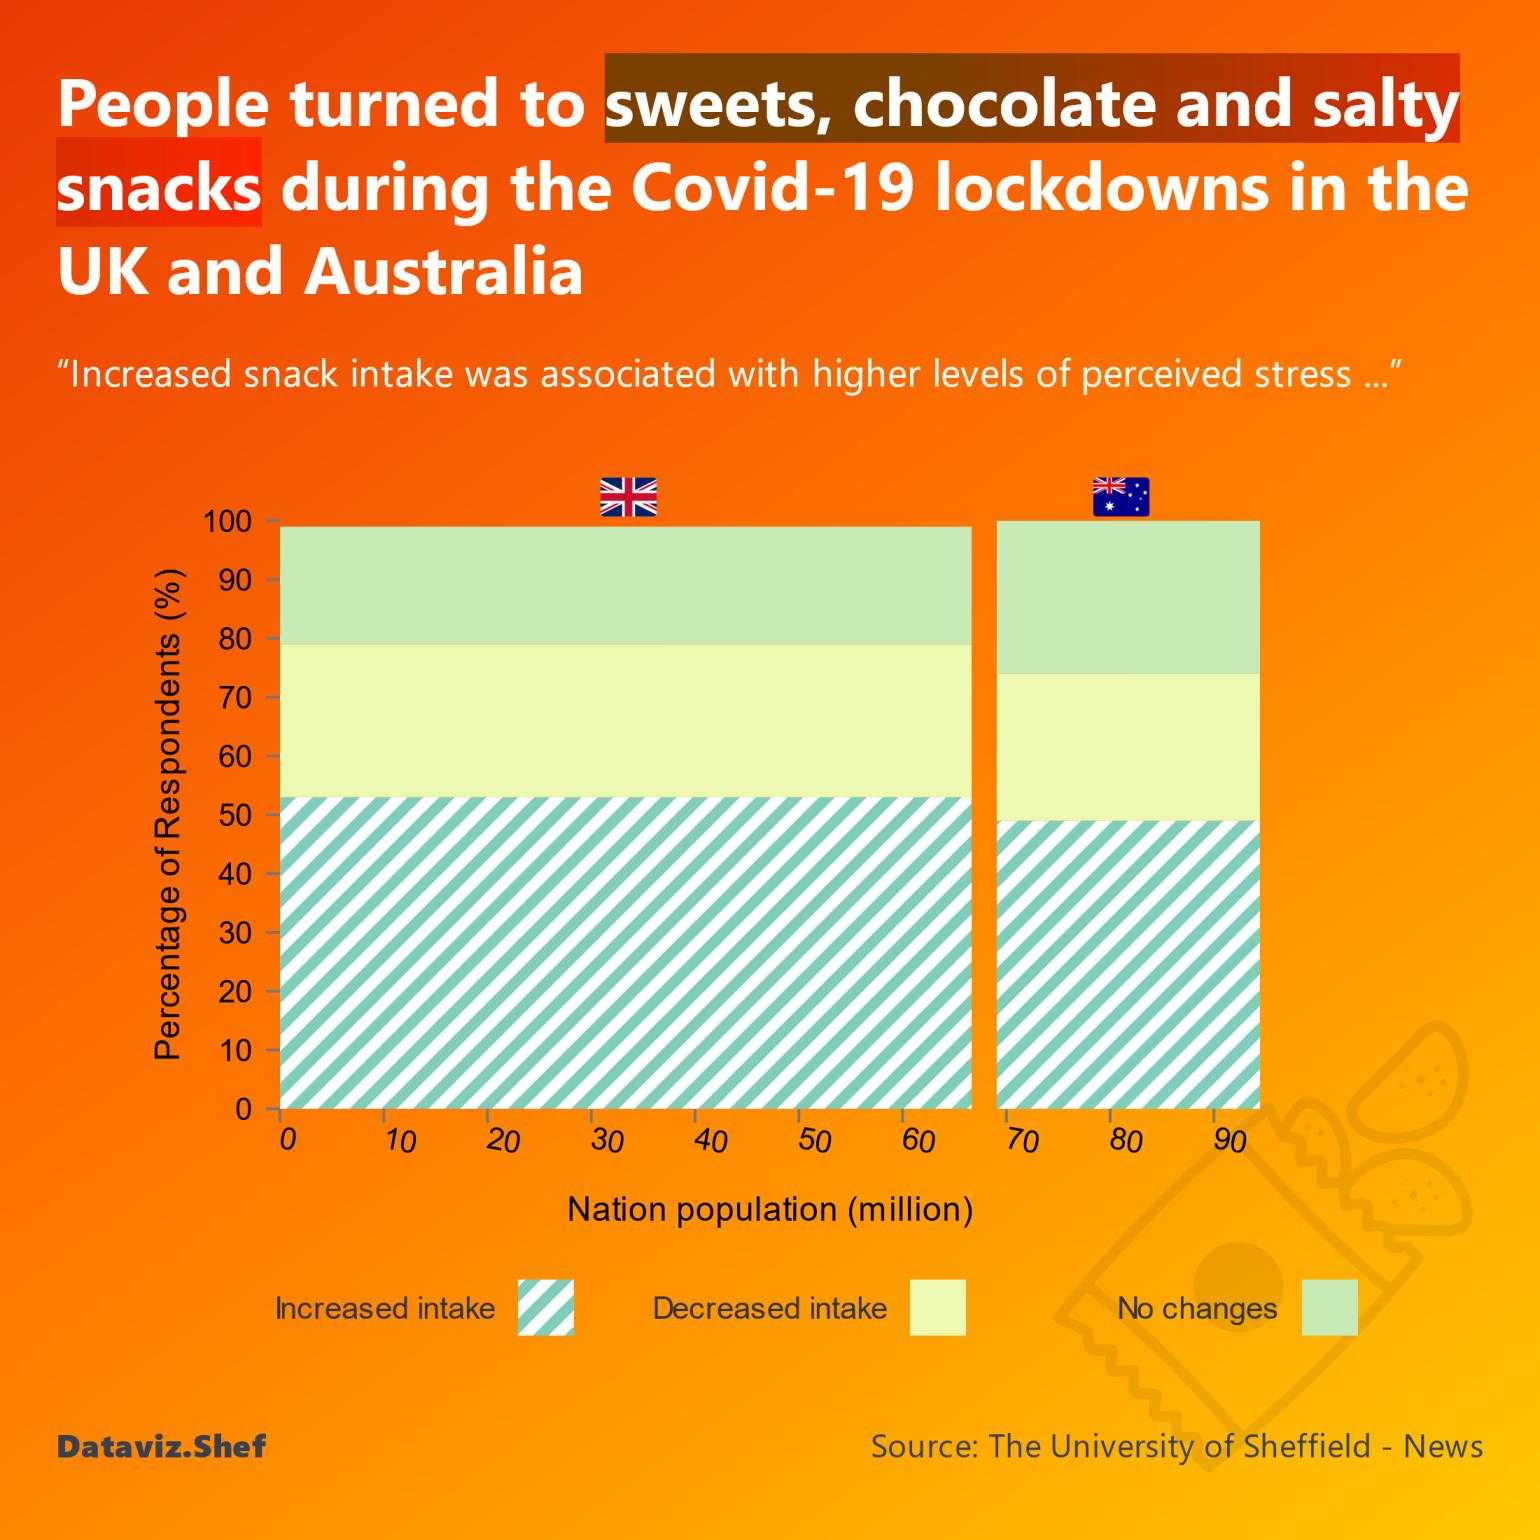 People turned to sweets, chocolate and salty
snacks during the Covid-19 lockdowns in the
UK and Australia
“Increased snack intake was associated with higher levels of perceived stress ...”
Percentage of Respondents (%)
100
90
80
70
60
50
40
30
20
10
0
0 10 20 30 40 50 60 70 80 90
Nation population (million)
Increased intake Decreased intake No changes
Dataviz.Shef Source: The University of Sheffield - News